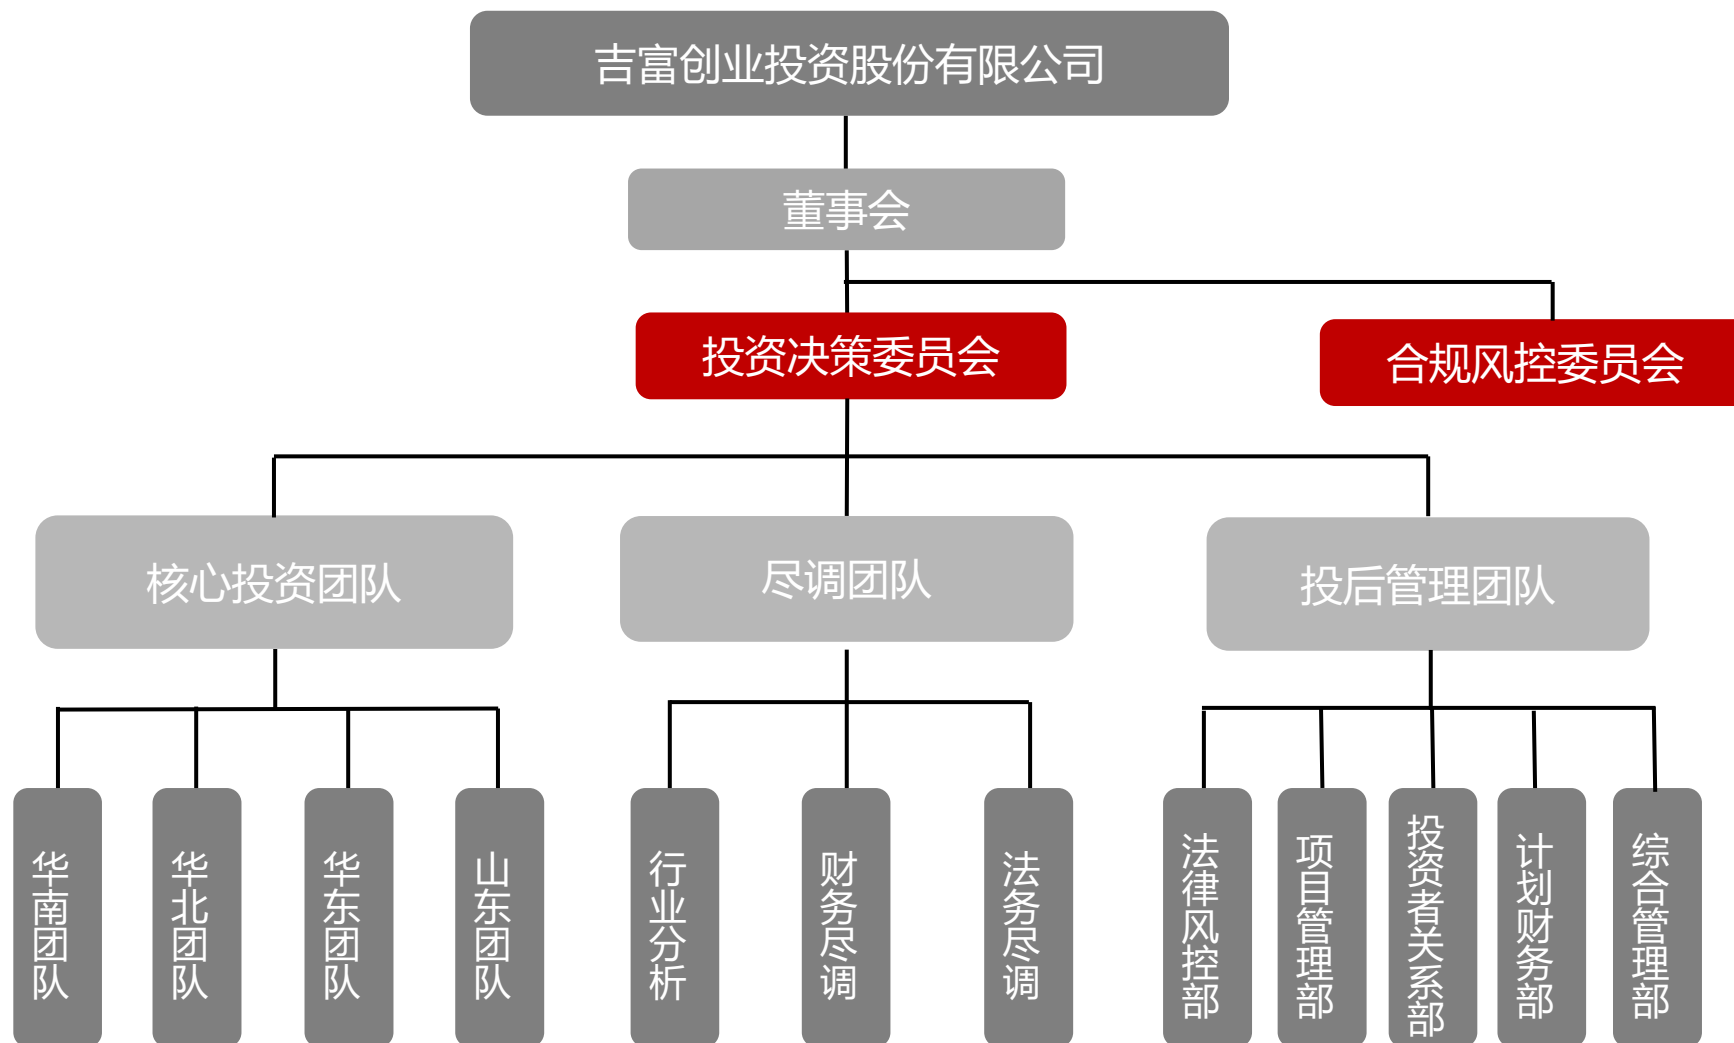 吉富创业投资股份有限公司
董事会
投资决策委员会
合规风控委员会
核心投资团队
尽调团队
投后管理团队
华南团队
华北团队
华东团队
山东团队
行业分析
财务尽调
法务尽调
法律风控部
项目管理部
投资者关系部
计划财务部
综合管理部